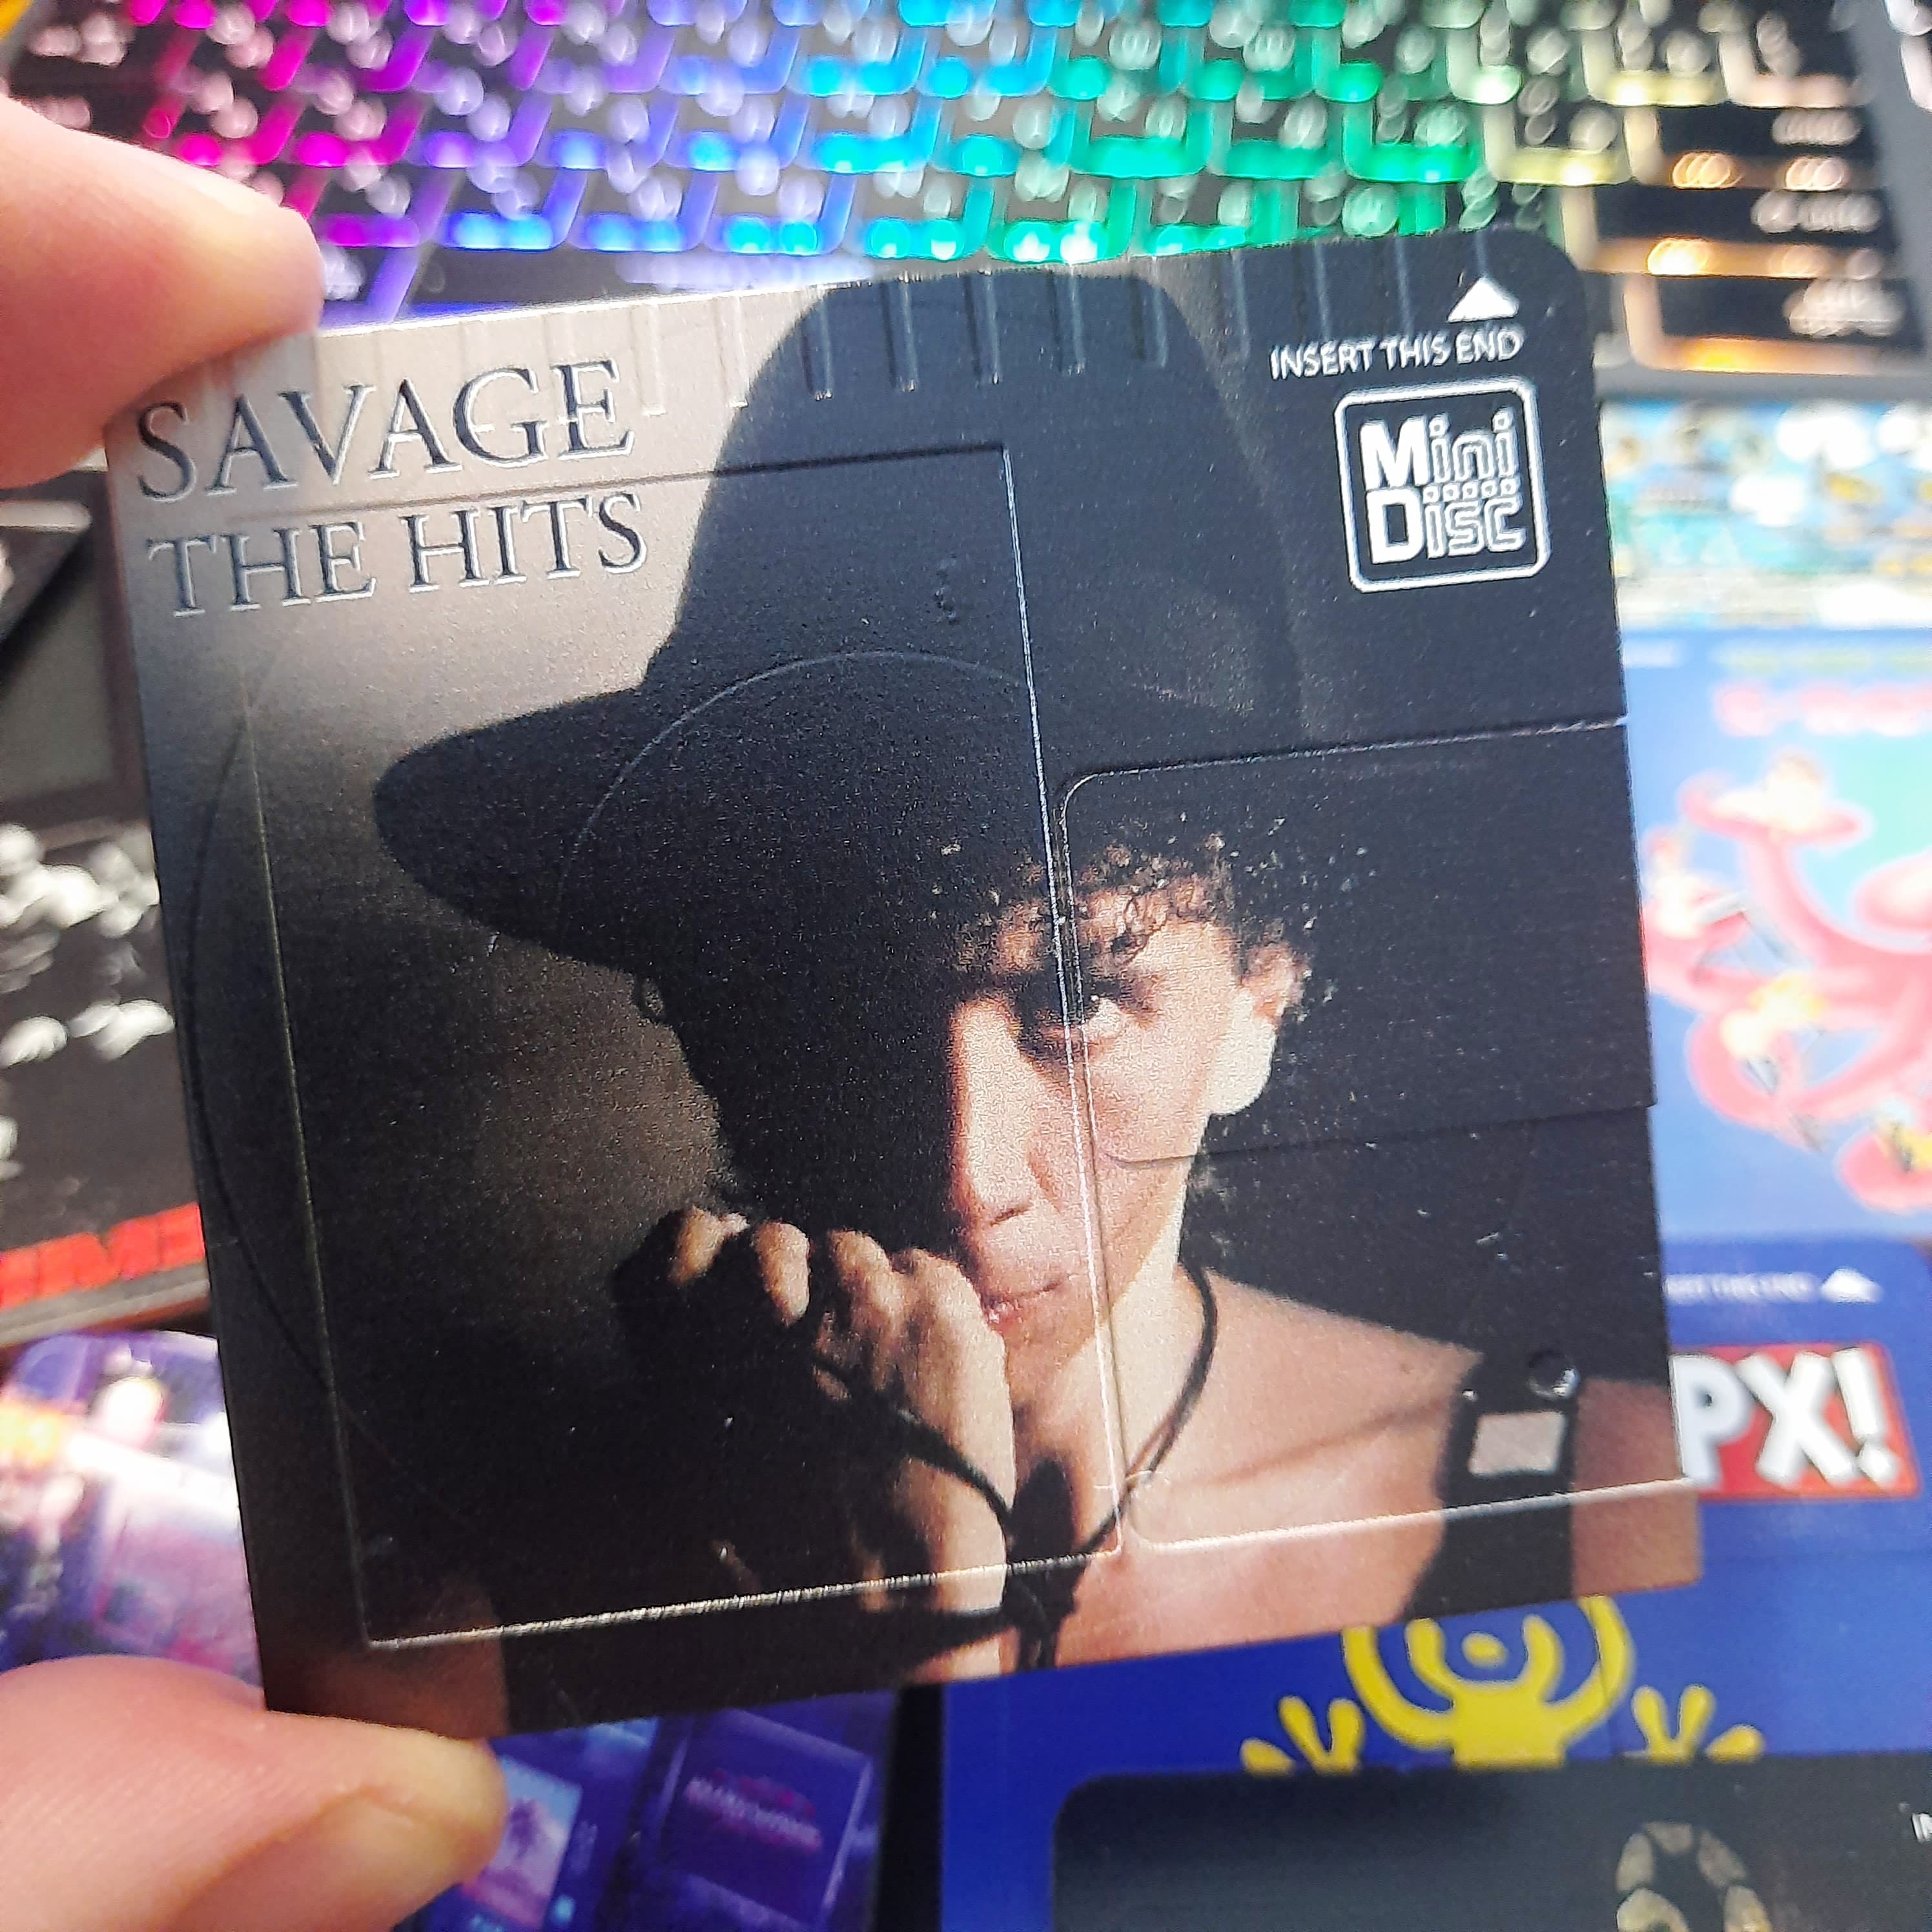 SAVAGE
THE HITS
INSERT THIS END
Mini
Disc
PX!